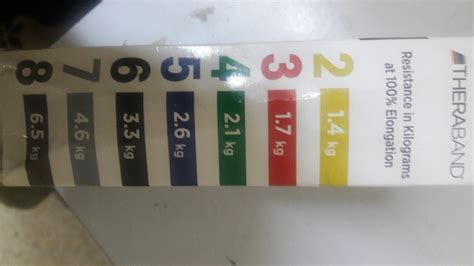 THERABAND
Resistance in Kilograms
at 100% Elongation
2 1.4 kg
3 1.7 kg
4 2.1 kg
5 2.6 kg
6 3.3 kg
7 4.6 kg
8 6.5 kg